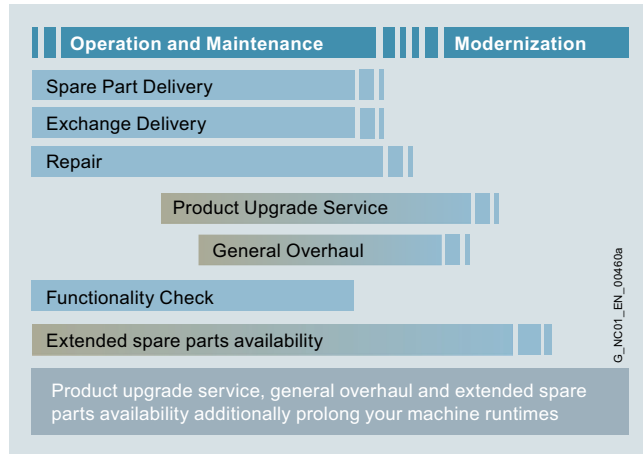 Operation and Maintenance Modernization
Spare Part Delivery
Exchange Delivery
Repair
Product Upgrade Service
General Overhaul
Functionality Check
Extended spare parts availability
G_NC01_EN_00460a
Product upgrade service, general overhaul and extended spare
parts availability additionally prolong your machine runtimes